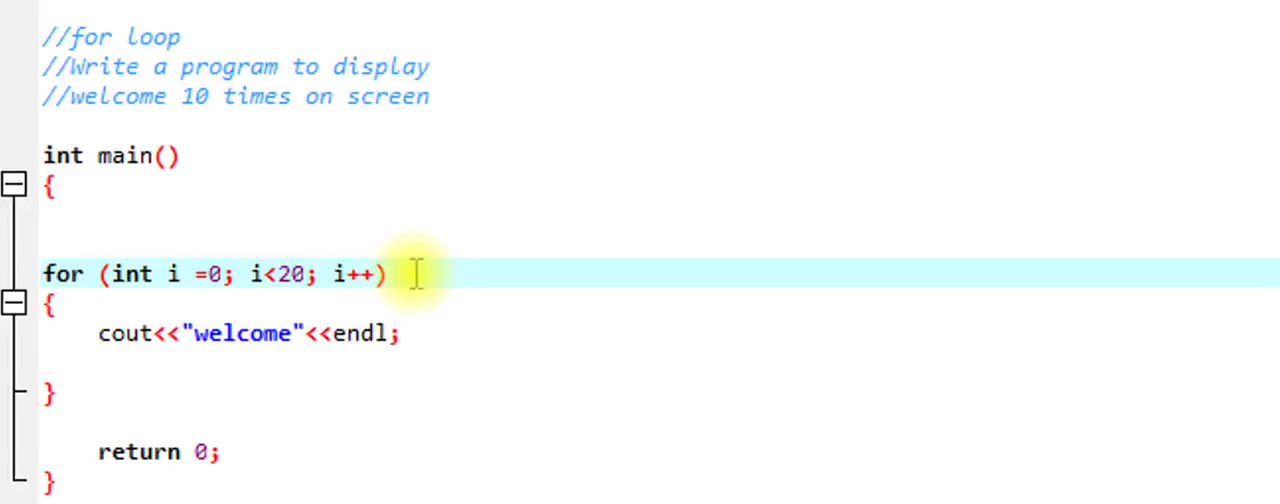 //for loop
//Write a program to display
//welcome 10 times on screen
int main()
{
for (int i =0; i<20; i++)
{
cout<<"welcome"<<endl;
}
return 0;
}